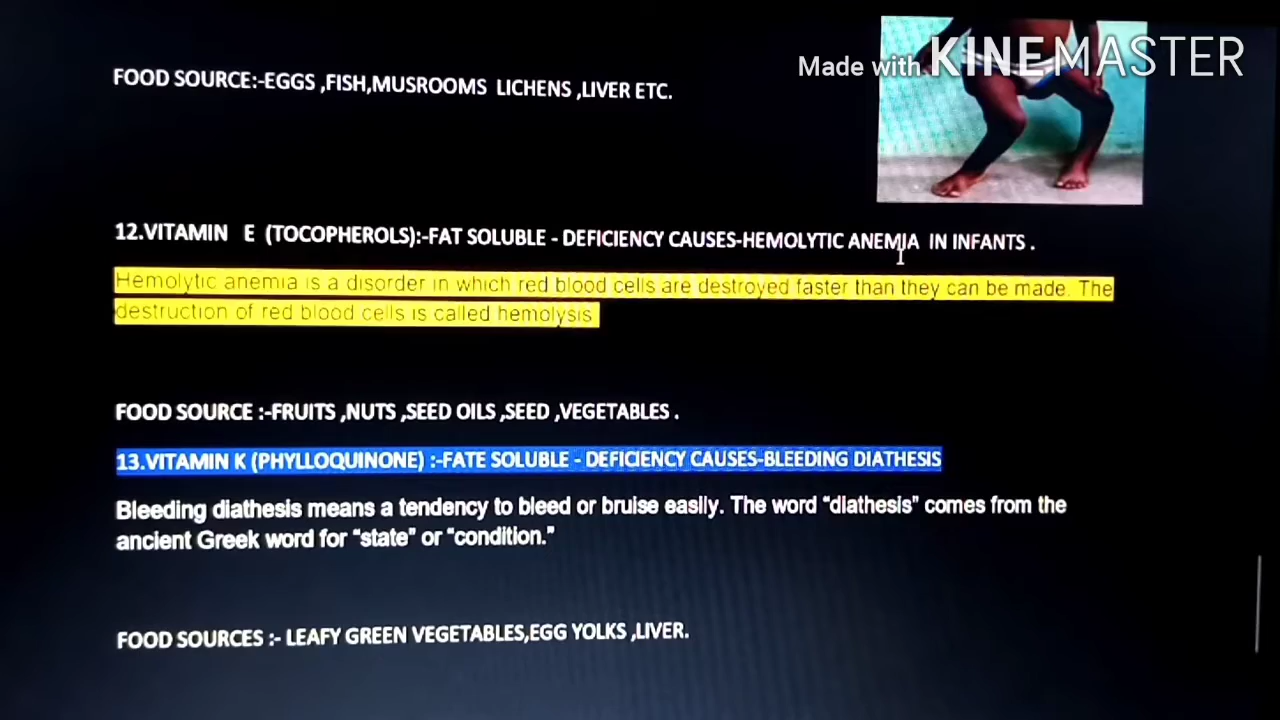 Made with KINEMASTER
FOOD SOURCE:-EGGS ,FISH,MUSROOMS LICHENS ,LIVER ETC.
12.VITAMIN E (TOCOPHEROLS):-FAT SOLUBLE - DEFICIENCY CAUSES-HEMOLYTIC ANEMIA IN INFANTS .
Hemolytic anemia is a disorder in which red blood cells are destroyed faster than they can be made. The
destruction of red blood cells is called hemolysis
FOOD SOURCE :-FRUITS ,NUTS ,SEED OILS ,SEED ,VEGETABLES .
13.VITAMIN K (PHYLLOQUINONE) :-FATE SOLUBLE - DEFICIENCY CAUSES-BLEEDING DIATHESIS
Bleeding diathesis means a tendency to bleed or bruise easily. The word “diathesis” comes from the
ancient Greek word for “state” or “condition.”
FOOD SOURCES :- LEAFY GREEN VEGETABLES,EGG YOLKS ,LIVER.